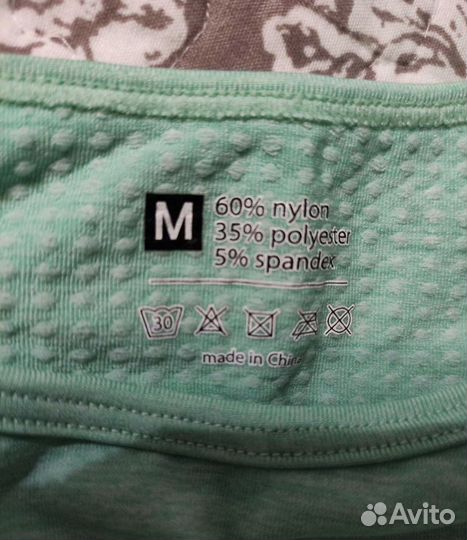 M
60% nylon
35% polyester
5% spandex
30
made in China
Avito